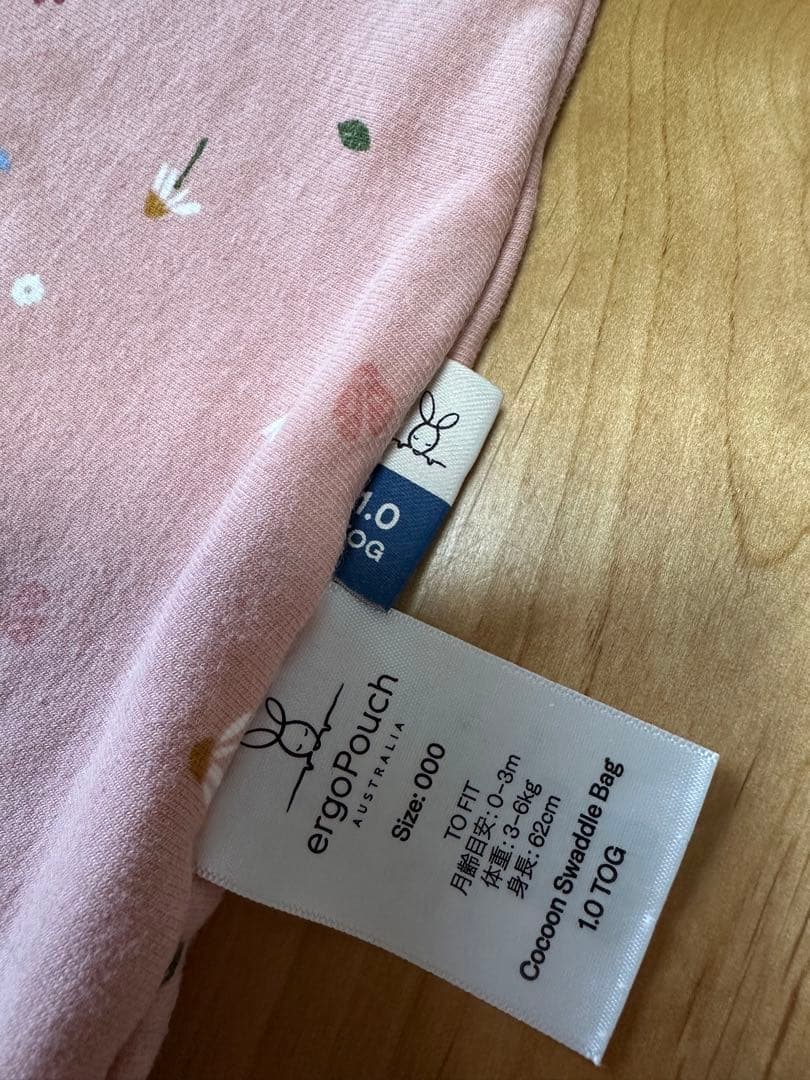 1.0
TOG
ergoPouch
AUSTRALIA
Size: 000
TO FIT
月齢目安: 0-3m
体重: 3-6kg
身長: 62cm
Cocoon Swaddle Bag
1.0 TOG